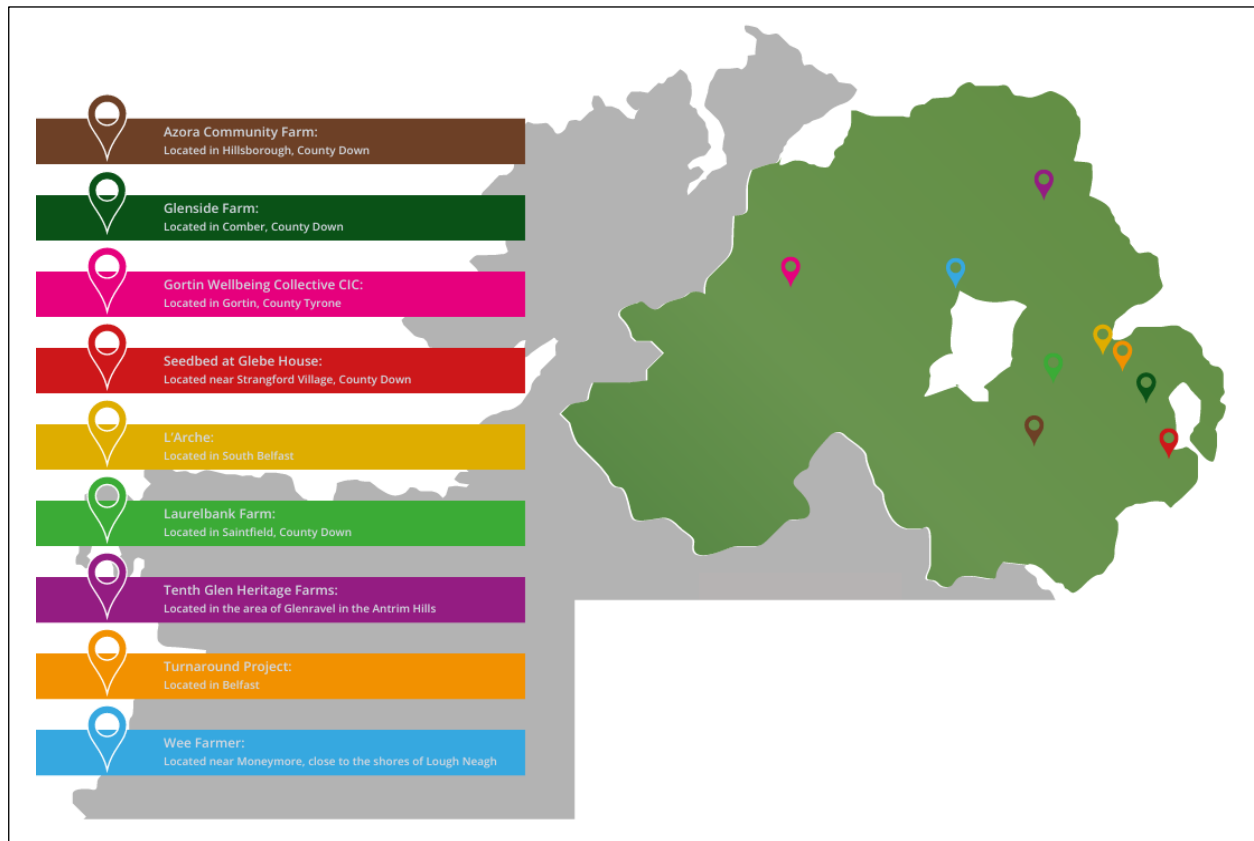 Azora Community Farm:
Located in Hillsborough, County Down
Glenside Farm:
Located in Comber, County Down
Gortin Wellbeing Collective CIC:
Located in Gortin, County Tyrone
Seedbed at Glebe House:
Located near Strangford Village, County Down
L'Arche:
Located in South Belfast
Laurelbank Farm:
Located in Saintfield, County Down
Tenth Glen Heritage Farms:
Located in the area of Glenravel in the Antrim Hills
Turnaround Project:
Located in Belfast
Wee Farmer:
Located near Moneymore, close to the shores of Lough Neagh